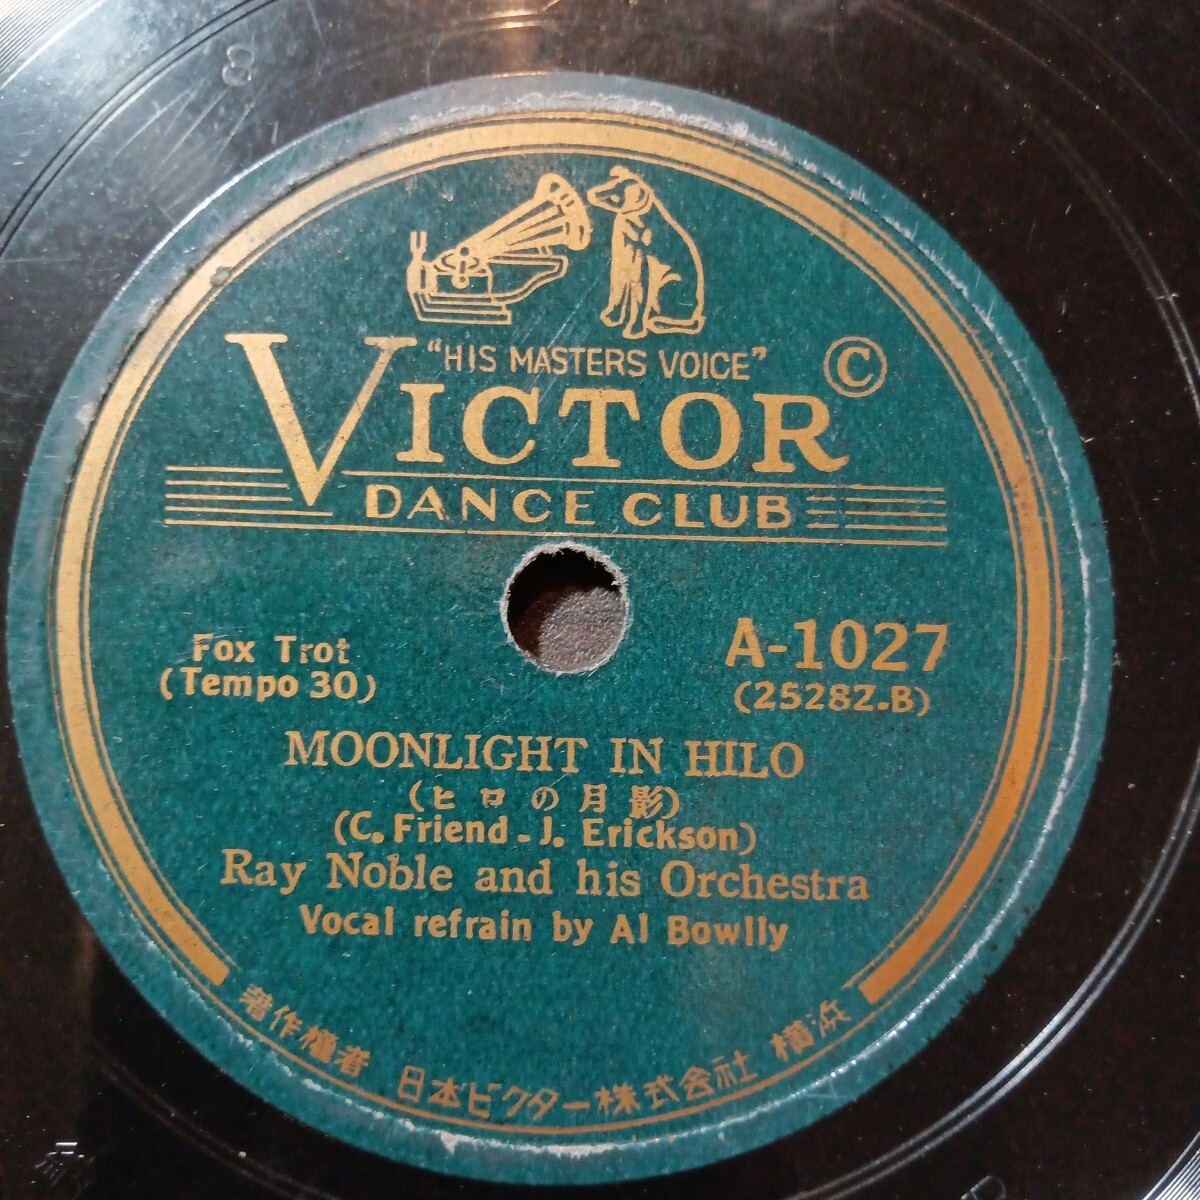 8
"HIS MASTERS VOICE"
VICTOR ©
DANCE CLUB
Fox Trot
(Tempo 30)
A-1027
(25282.B)
MOONLIGHT IN HILO
(ヒロの月影)
(C. Friend - J. Erickson)
Ray Noble and his Orchestra
Vocal refrain by Al Bowlly
著作権者 日本ビクター株式会社 横浜